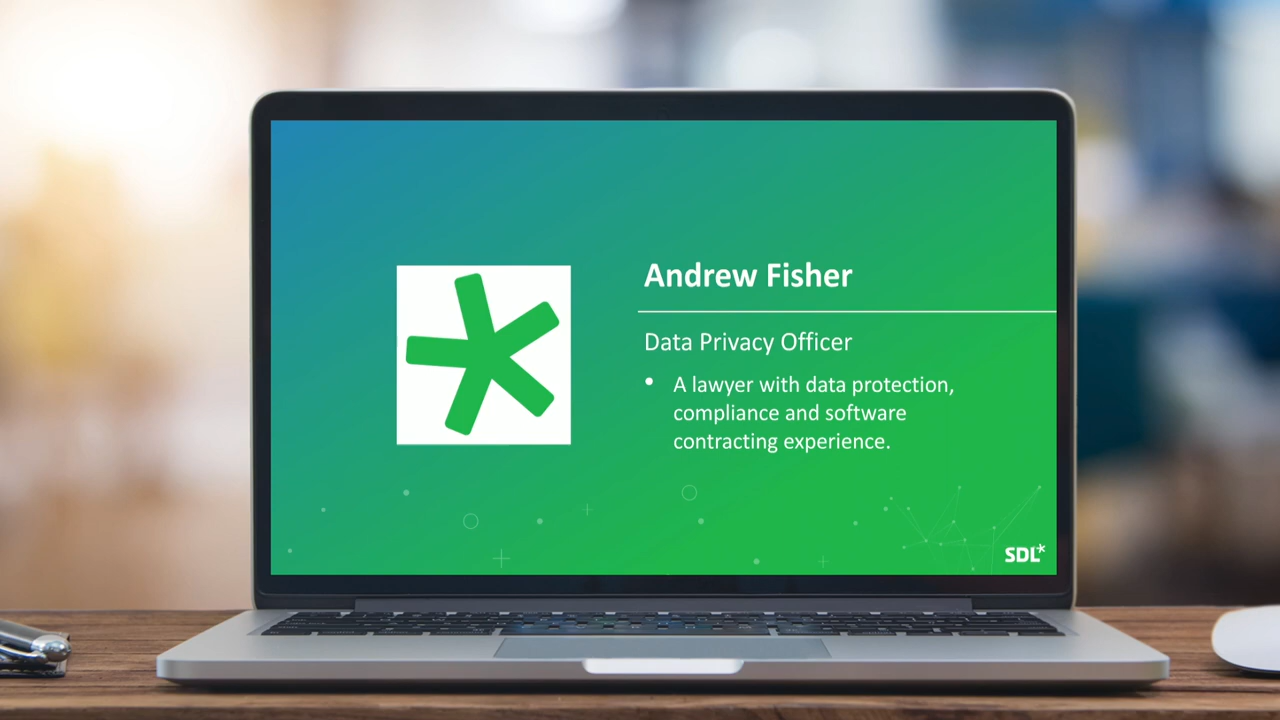 Andrew Fisher
Data Privacy Officer
• A lawyer with data protection,
compliance and software
contracting experience.
SDL*